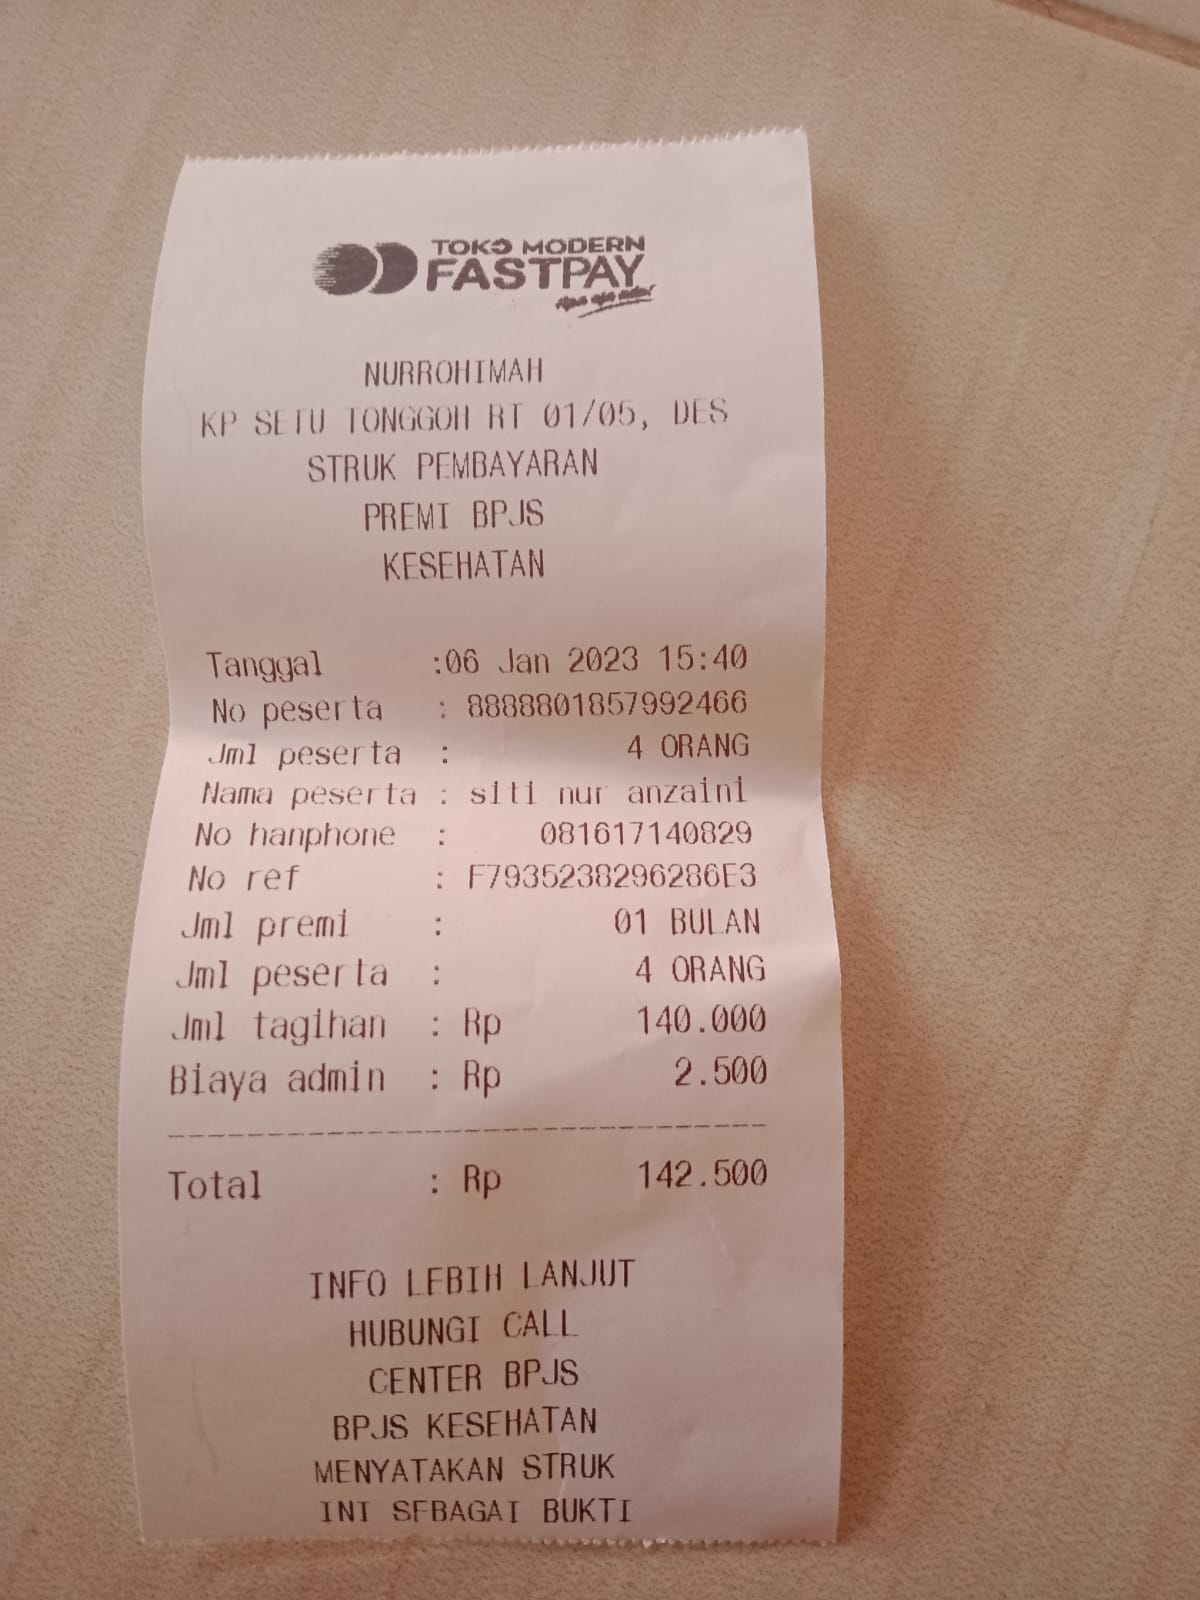 TOKO MODERN
FASTPAY
Apa aja ada!
NURROHIMAH
KP SETU TONGGOH RT 01/05, DES
STRUK PEMBAYARAN
PREMI BPJS
KESEHATAN
Tanggal :06 Jan 2023 15:40
No peserta : 8888801857992466
Jml peserta : 4 ORANG
Nama peserta : siti nur anzaini
No hanphone : 081617140829
No ref : F7935238296286E3
Jml premi : 01 BULAN
Jml peserta : 4 ORANG
Jml tagihan : Rp 140.000
Biaya admin : Rp 2.500
Total : Rp 142.500
INFO LEBIH LANJUT
HUBUNGI CALL
CENTER BPJS
BPJS KESEHATAN
MENYATAKAN STRUK
INI SEBAGAI BUKTI